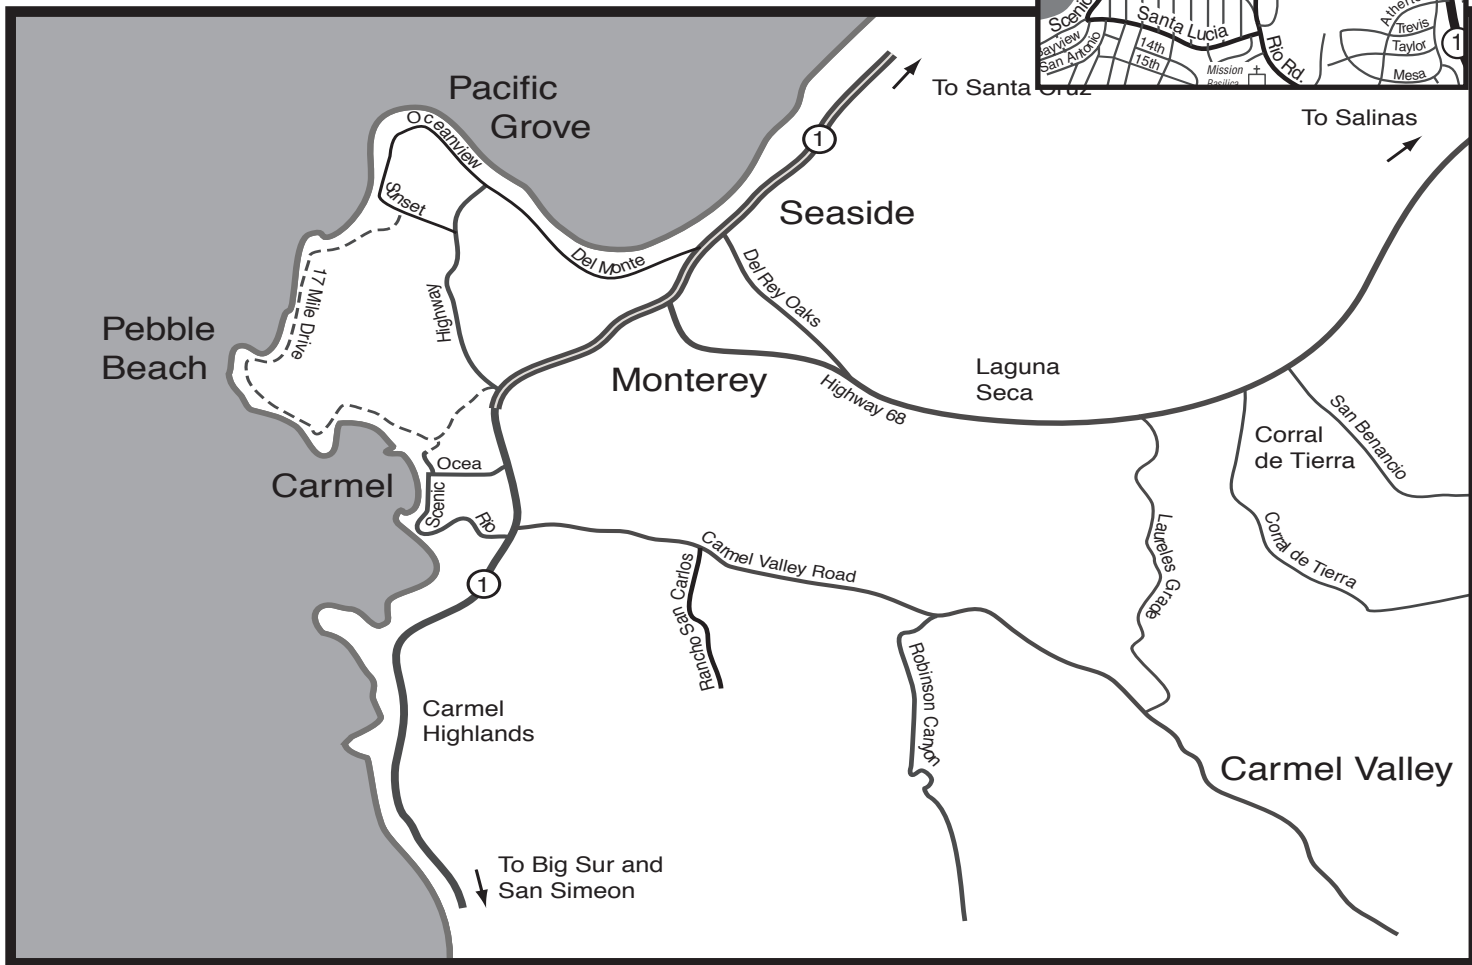 Scenic
Santa Lucia
Bayview
San Antonio
14th
15th
Mission
Basilica
Rio Rd.
Trevis
Taylor
Mesa
1
To Santa Cruz
To Salinas
Pacific
Grove
Oceanview
Sunset
1
Seaside
Del Monte
Del Rey Oaks
17 Mile Drive
Highway
Pebble
Beach
Monterey
Highway 68
Laguna
Seca
San Benancio
Corral
de Tierra
Ocea
Carmel
Scenic
Rio
Carmel Valley Road
Laureles Grade
Corral de Tierra
1
Rancho San Carlos
Robinson Canyon
Carmel
Highlands
Carmel Valley
To Big Sur and
San Simeon